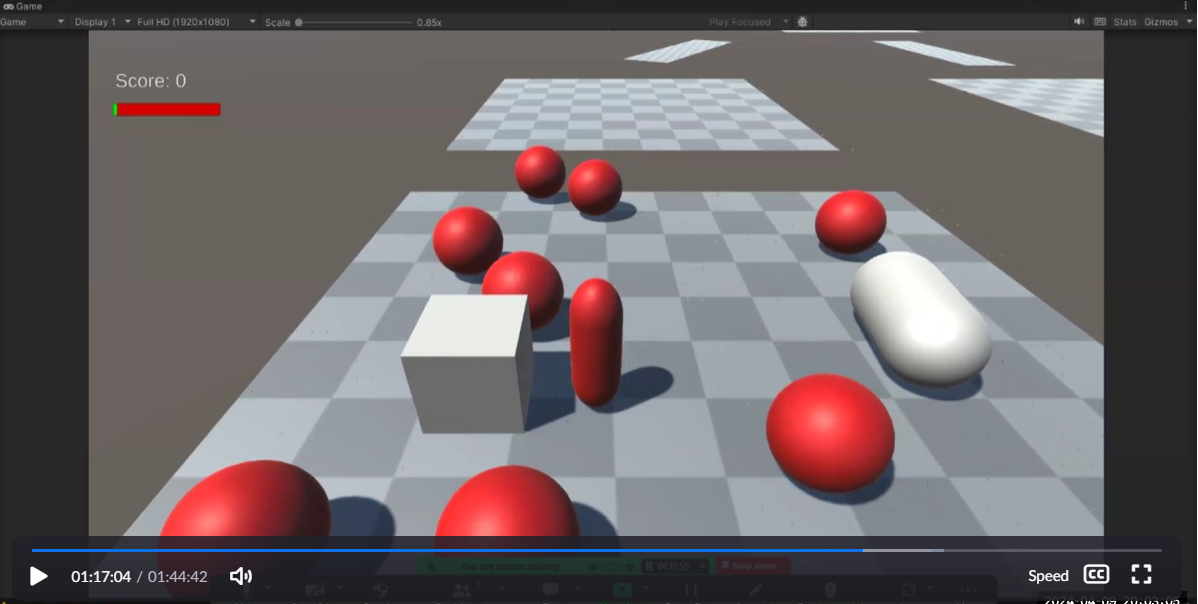 Game
Game Display 1 Full HD (1920x1080) Scale 0.85x Play Focused Stats Gizmos
Score: 0
You are screen sharing 01:11:55 Stop share
01:17:04 / 01:44:42 Speed CC